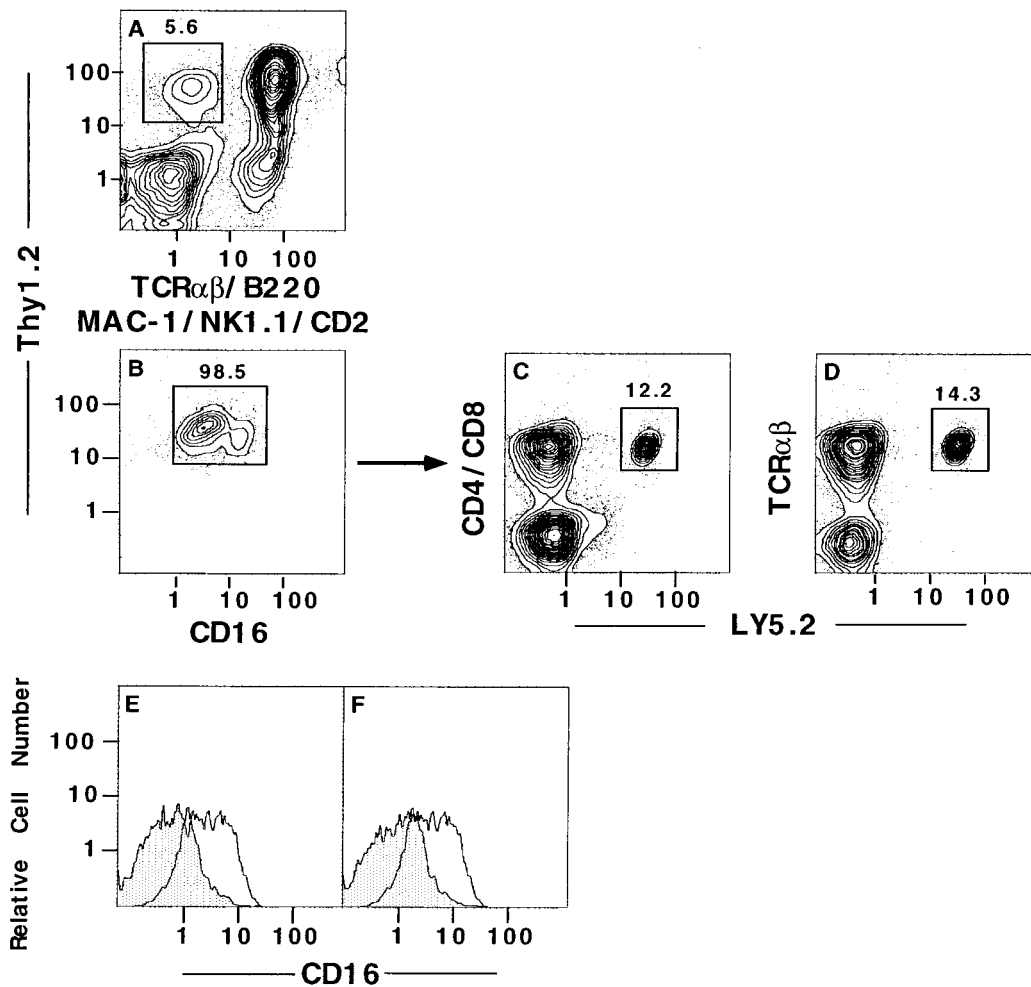 A
5.6
100
10
1
1 10 100
TCRαβ/ B220
MAC-1/ NK1.1/ CD2
Thy1.2
B
98.5
100
10
1
1 10 100
CD16
C
12.2
CD4/ CD8
1 10 100
D
14.3
TCRαβ
1 10 100
LY5.2
E
F
Relative Cell Number
100
10
1
1 10 100
1 10 100
CD16